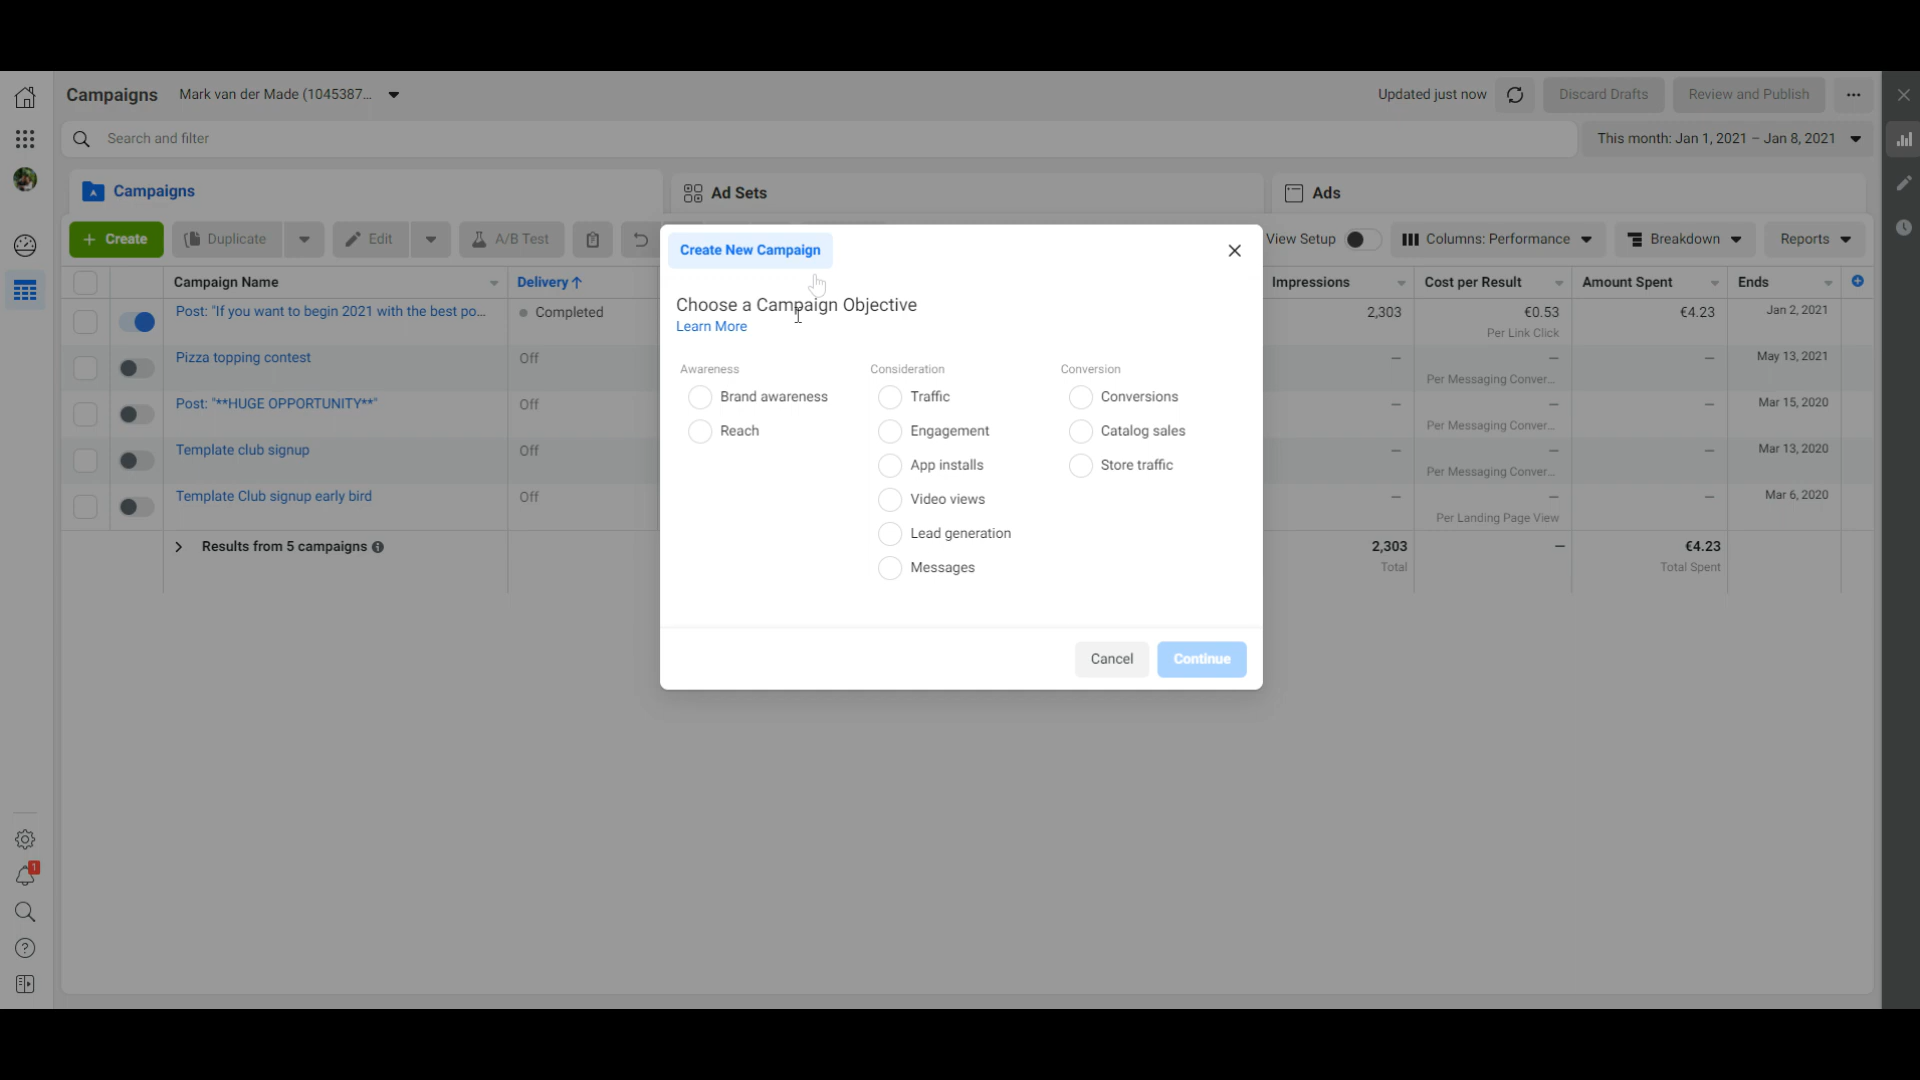 Campaigns Mark van der Made (1045387... Updated just now Discard Drafts Review and Publish
Search and filter This month: Jan 1, 2021 – Jan 8, 2021
Campaigns Ad Sets Ads
+ Create Duplicate Edit A/B Test View Setup Columns: Performance Breakdown Reports
Campaign Name Delivery↑ Impressions Cost per Result Amount Spent Ends
Post: "If you want to begin 2021 with the best po... Completed 2,303 €0.53 €4.23 Jan 2, 2021
Per Link Click
Pizza topping contest Off — — — May 13, 2021
Per Messaging Conver...
Post: "**HUGE OPPORTUNITY**" Off — — — Mar 15, 2020
Per Messaging Conver...
Template club signup Off — — — Mar 13, 2020
Per Messaging Conver...
Template Club signup early bird Off — — — Mar 6, 2020
Per Landing Page View
Results from 5 campaigns 2,303 — €4.23
Total Total Spent
Create New Campaign
Choose a Campaign Objective
Learn More
Awareness Consideration Conversion
Brand awareness Traffic Conversions
Reach Engagement Catalog sales
App installs Store traffic
Video views
Lead generation
Messages
Cancel Continue
1